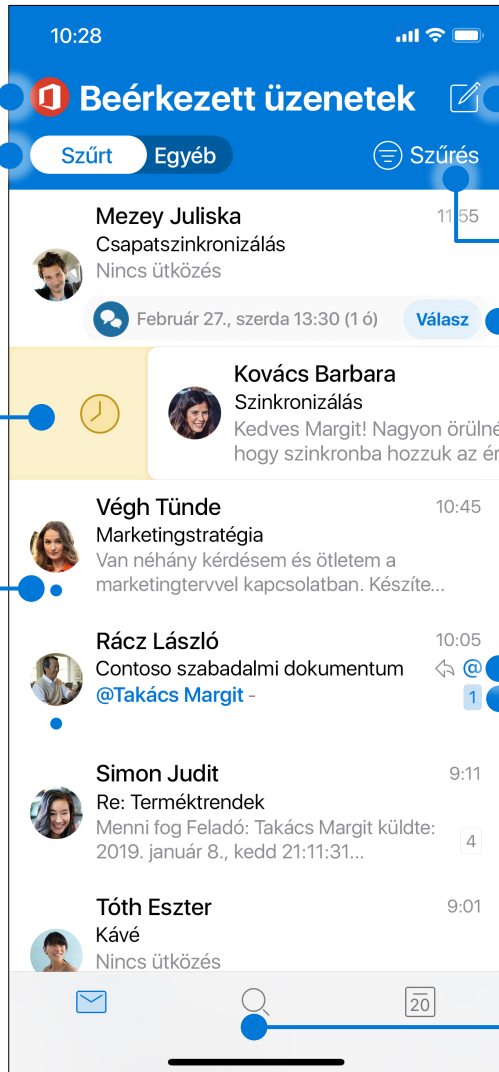 10:28
Beérkezett üzenetek
Szűrt Egyéb Szűrés
Mezey Juliska 11:55
Csapatszinkronizálás
Nincs ütközés
Február 27., szerda 13:30 (1 ó) Válasz
Kovács Barbara
Szinkronizálás
Kedves Margit! Nagyon örülné
hogy szinkronba hozzuk az ér
Végh Tünde 10:45
Marketingstratégia
Van néhány kérdésem és ötletem a
marketingtervvel kapcsolatban. Készíte...
Rácz László 10:05
Contoso szabadalmi dokumentum @
@Takács Margit - 1
Simon Judit 9:11
Re: Terméktrendek
Menni fog Feladó: Takács Margit küldte:
2019. január 8., kedd 21:11:31... 4
Tóth Eszter 9:01
Kávé
Nincs ütközés
20